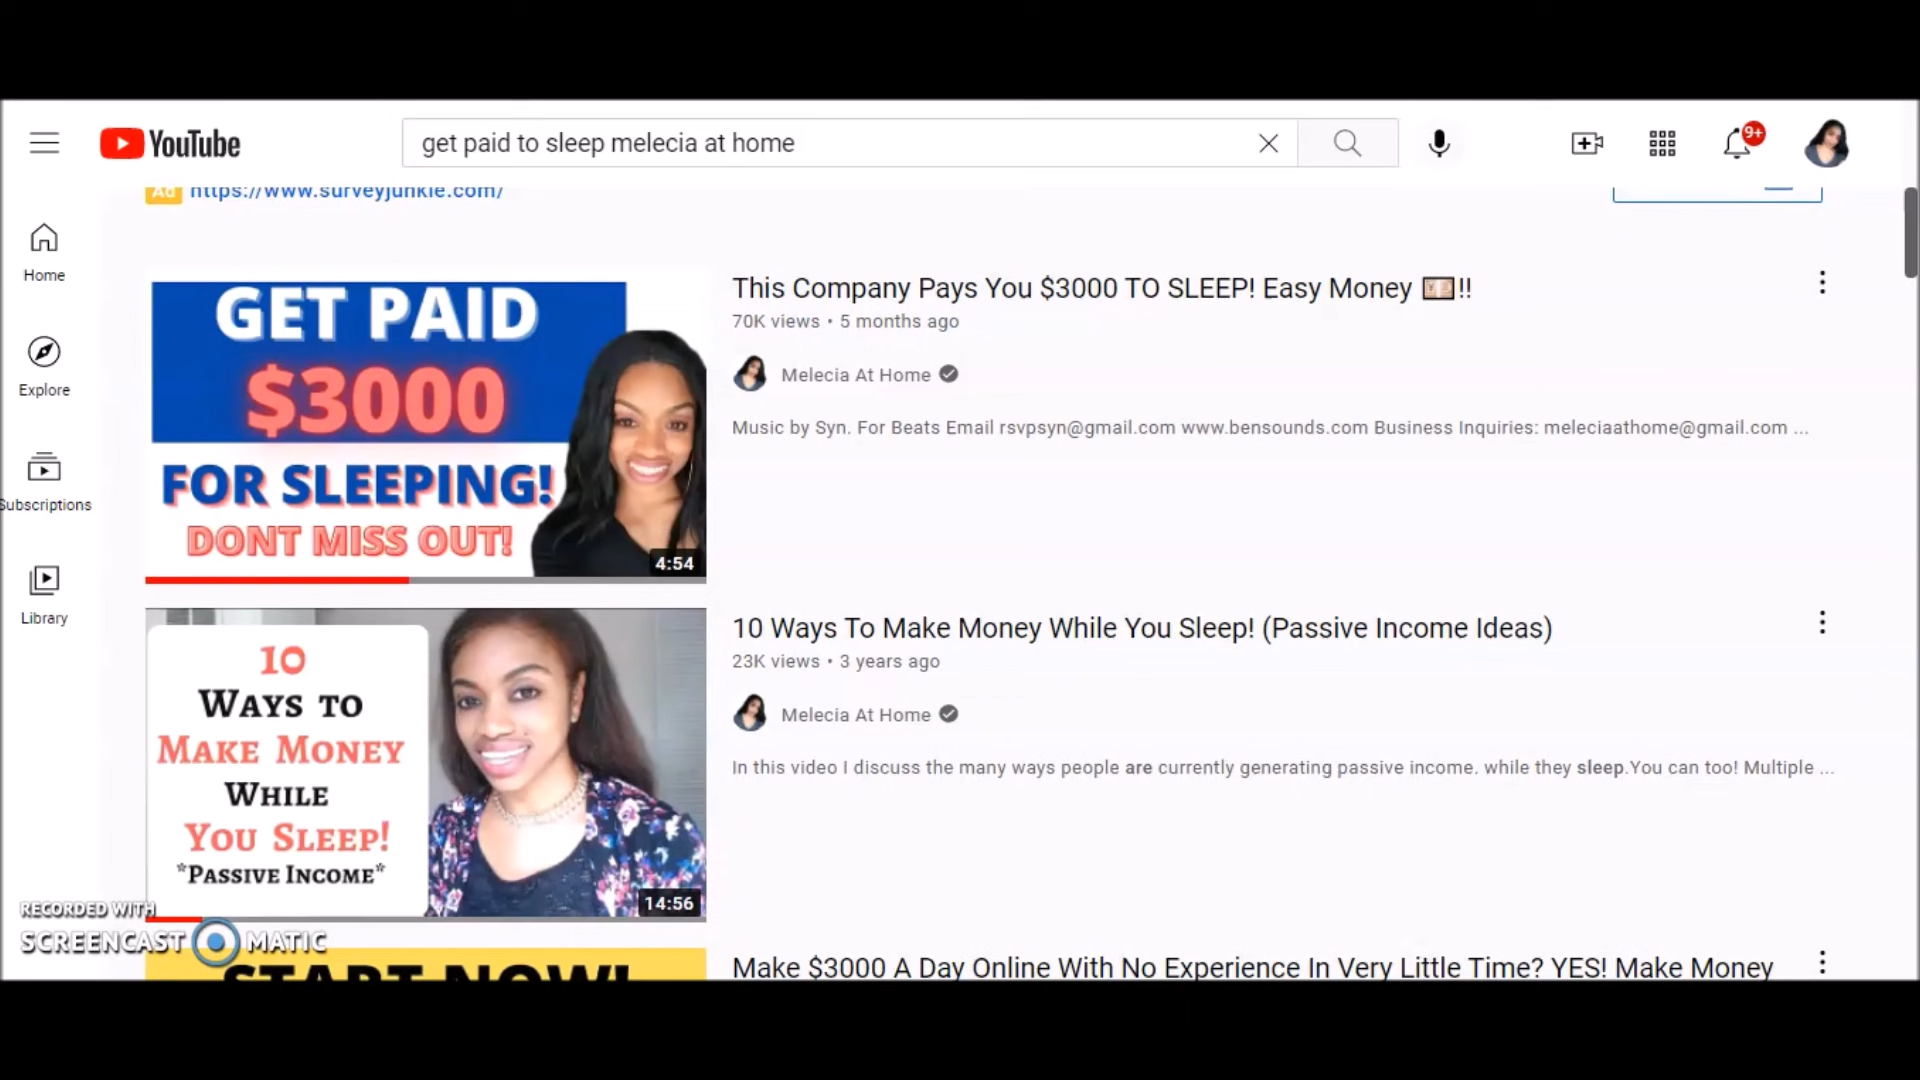 YouTube
get paid to sleep melecia at home
9+
Ad https://www.surveyjunkie.com/
Home
Explore
Subscriptions
Library
GET PAID
$3000
FOR SLEEPING!
DONT MISS OUT!
4:54
This Company Pays You $3000 TO SLEEP! Easy Money 💴!!
70K views • 5 months ago
Melecia At Home
Music by Syn. For Beats Email rsvpsyn@gmail.com www.bensounds.com Business Inquiries: meleciaathome@gmail.com ...
10
WAYS TO
MAKE MONEY
WHILE
YOU SLEEP!
*PASSIVE INCOME*
14:56
10 Ways To Make Money While You Sleep! (Passive Income Ideas)
23K views • 3 years ago
Melecia At Home
In this video I discuss the many ways people are currently generating passive income. while they sleep.You can too! Multiple ...
RECORDED WITH
SCREENCAST MATIC
START NOW!
Make $3000 A Day Online With No Experience In Very Little Time? YES! Make Money